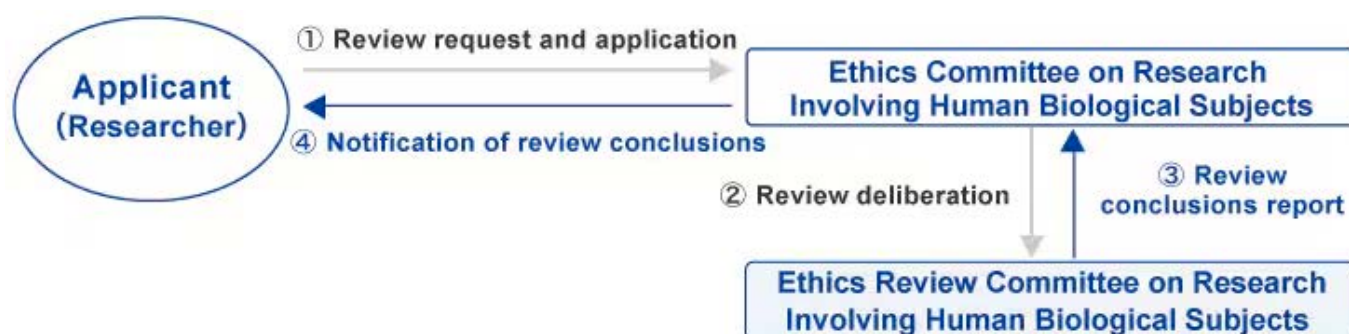 ① Review request and application
Applicant
(Researcher)
Ethics Committee on Research
Involving Human Biological Subjects
④ Notification of review conclusions
② Review deliberation
③ Review
conclusions report
Ethics Review Committee on Research
Involving Human Biological Subjects